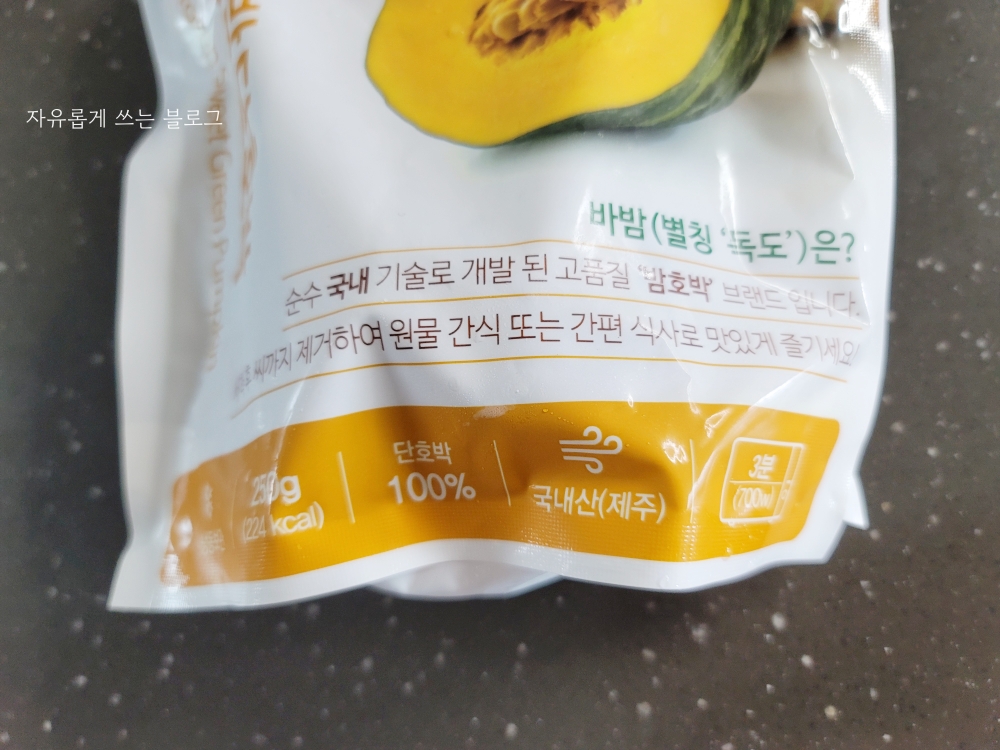 자유롭게 쓰는 블로그
Green
바밤(별칭 '독도')은?
순수 국내 기술로 개발 된 고품질 '밤호박' 브랜드 입니다.
씨까지 제거하여 원물 간식 또는 간편 식사로 맛있게 즐기세요
단호박
100%
국내산(제주)
3분
(700w)
(224 kcal)